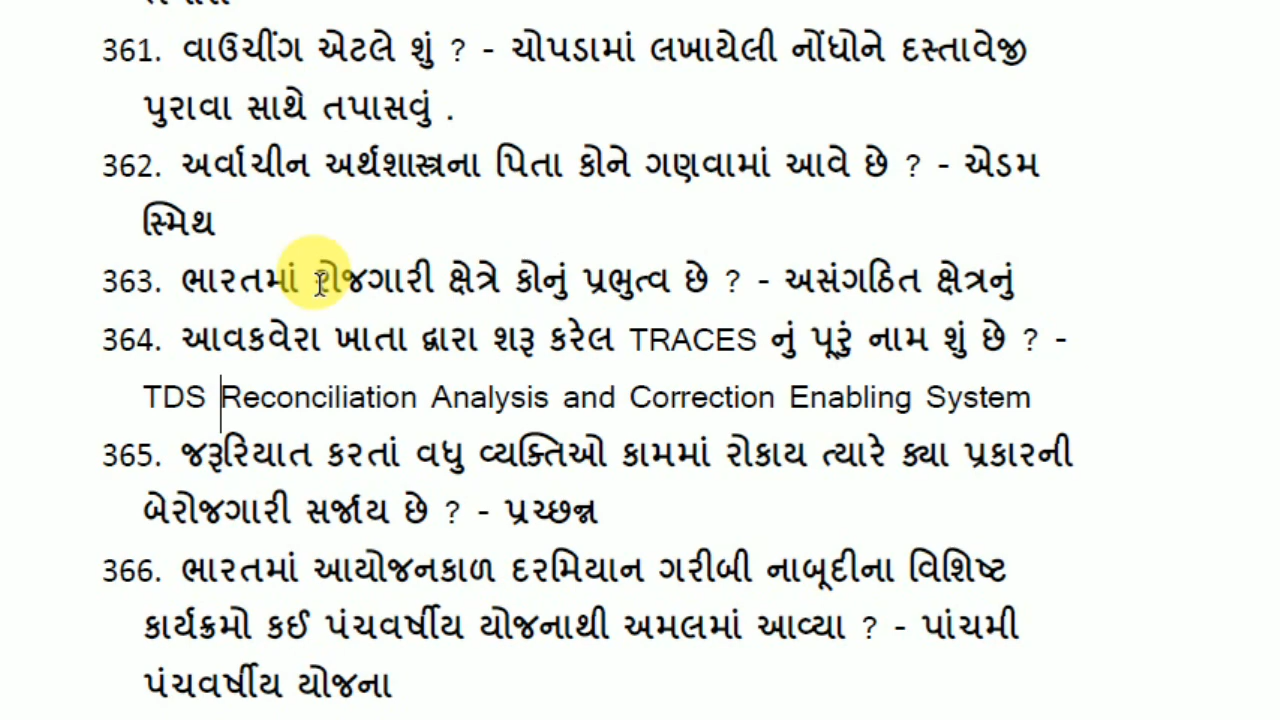 361. વાઉચીંગ એટલે શું ? - ચોપડામાં લખાયેલી નોંધોને દસ્તાવેજી
પુરાવા સાથે તપાસવું .
362. અર્વાચીન અર્થશાસ્ત્રના પિતા કોને ગણવામાં આવે છે ? - એડમ
સ્મિથ
363. ભારતમાં રોજગારી ક્ષેત્રે કોનું પ્રભુત્વ છે ? - અસંગઠિત ક્ષેત્રનું
364. આવકવેરા ખાતા દ્વારા શરૂ કરેલ TRACES નું પૂરું નામ શું છે ? -
TDS Reconciliation Analysis and Correction Enabling System
365. જરૂરિયાત કરતાં વધુ વ્યક્તિઓ કામમાં રોકાય ત્યારે ક્યા પ્રકારની
બેરોજગારી સર્જાય છે ? - પ્રચ્છન્ન
366. ભારતમાં આયોજનકાળ દરમિયાન ગરીબી નાબૂદીના વિશિષ્ટ
કાર્યક્રમો કઈ પંચવર્ષીય યોજનાથી અમલમાં આવ્યા ? - પાંચમી
પંચવર્ષીય યોજના